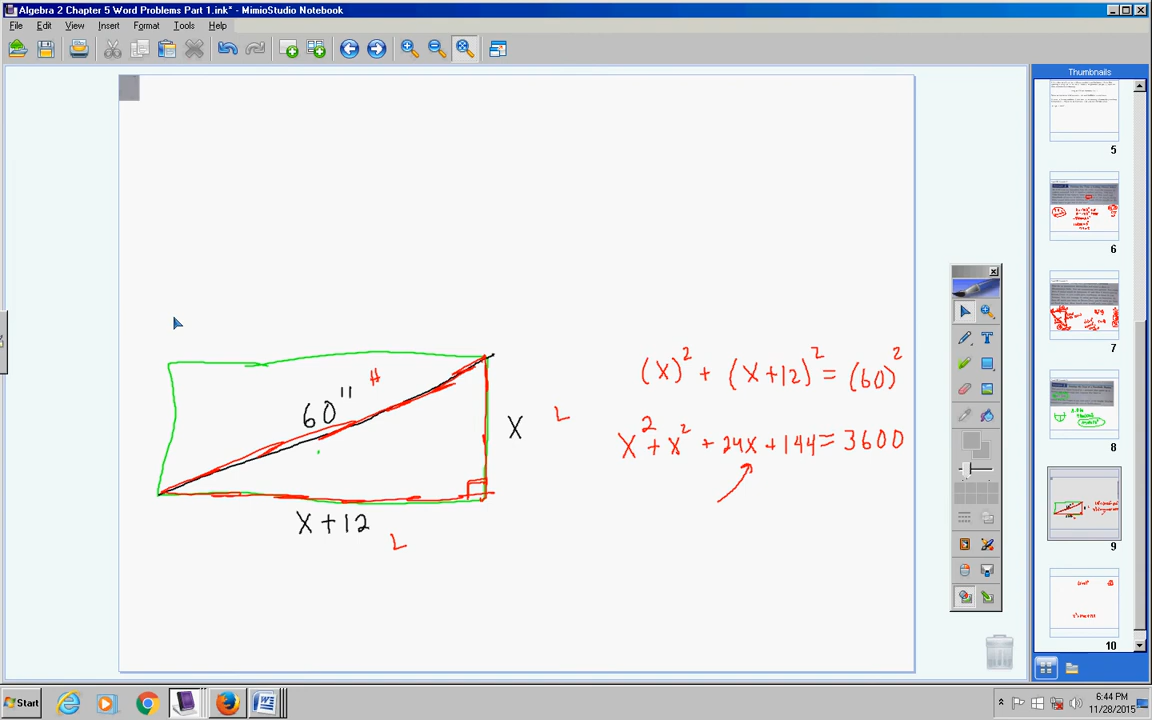 Algebra 2 Chapter 5 Word Problems Part 1.ink* - MimioStudio Notebook
File Edit View Insert Format Tools Help
Thumbnails
5
6
7
8
9
10
H
60"
X L
X+12
L
(X)² + (X+12)² = (60)²
X² + X² + 24X + 144 = 3600
T
W
Start
6:44 PM
11/28/2015